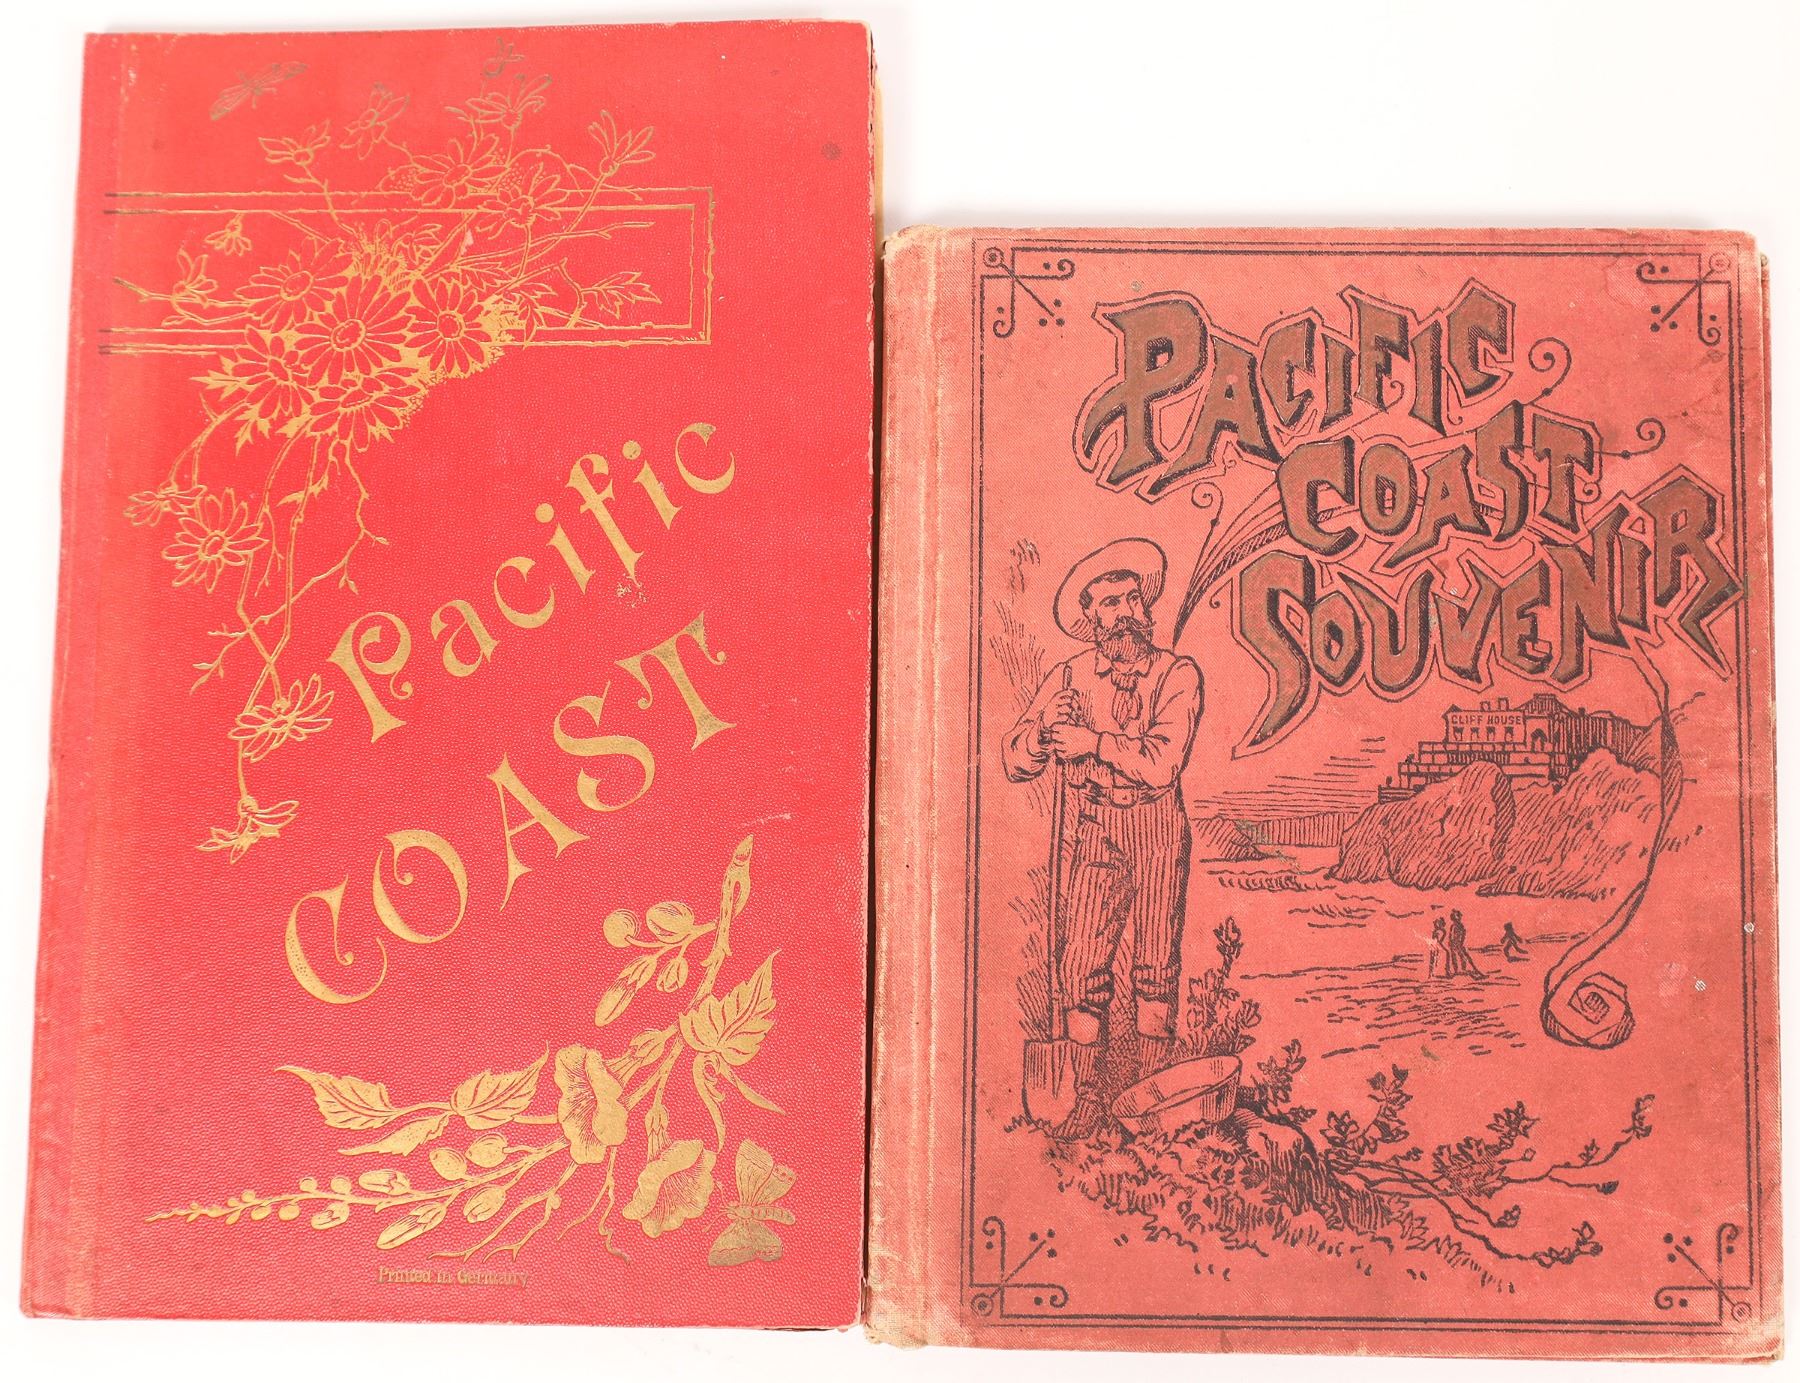 Pacific
COAST
Printed in Germany.
PACIFIC
COAST
SOUVENIR
CLIFF HOUSE